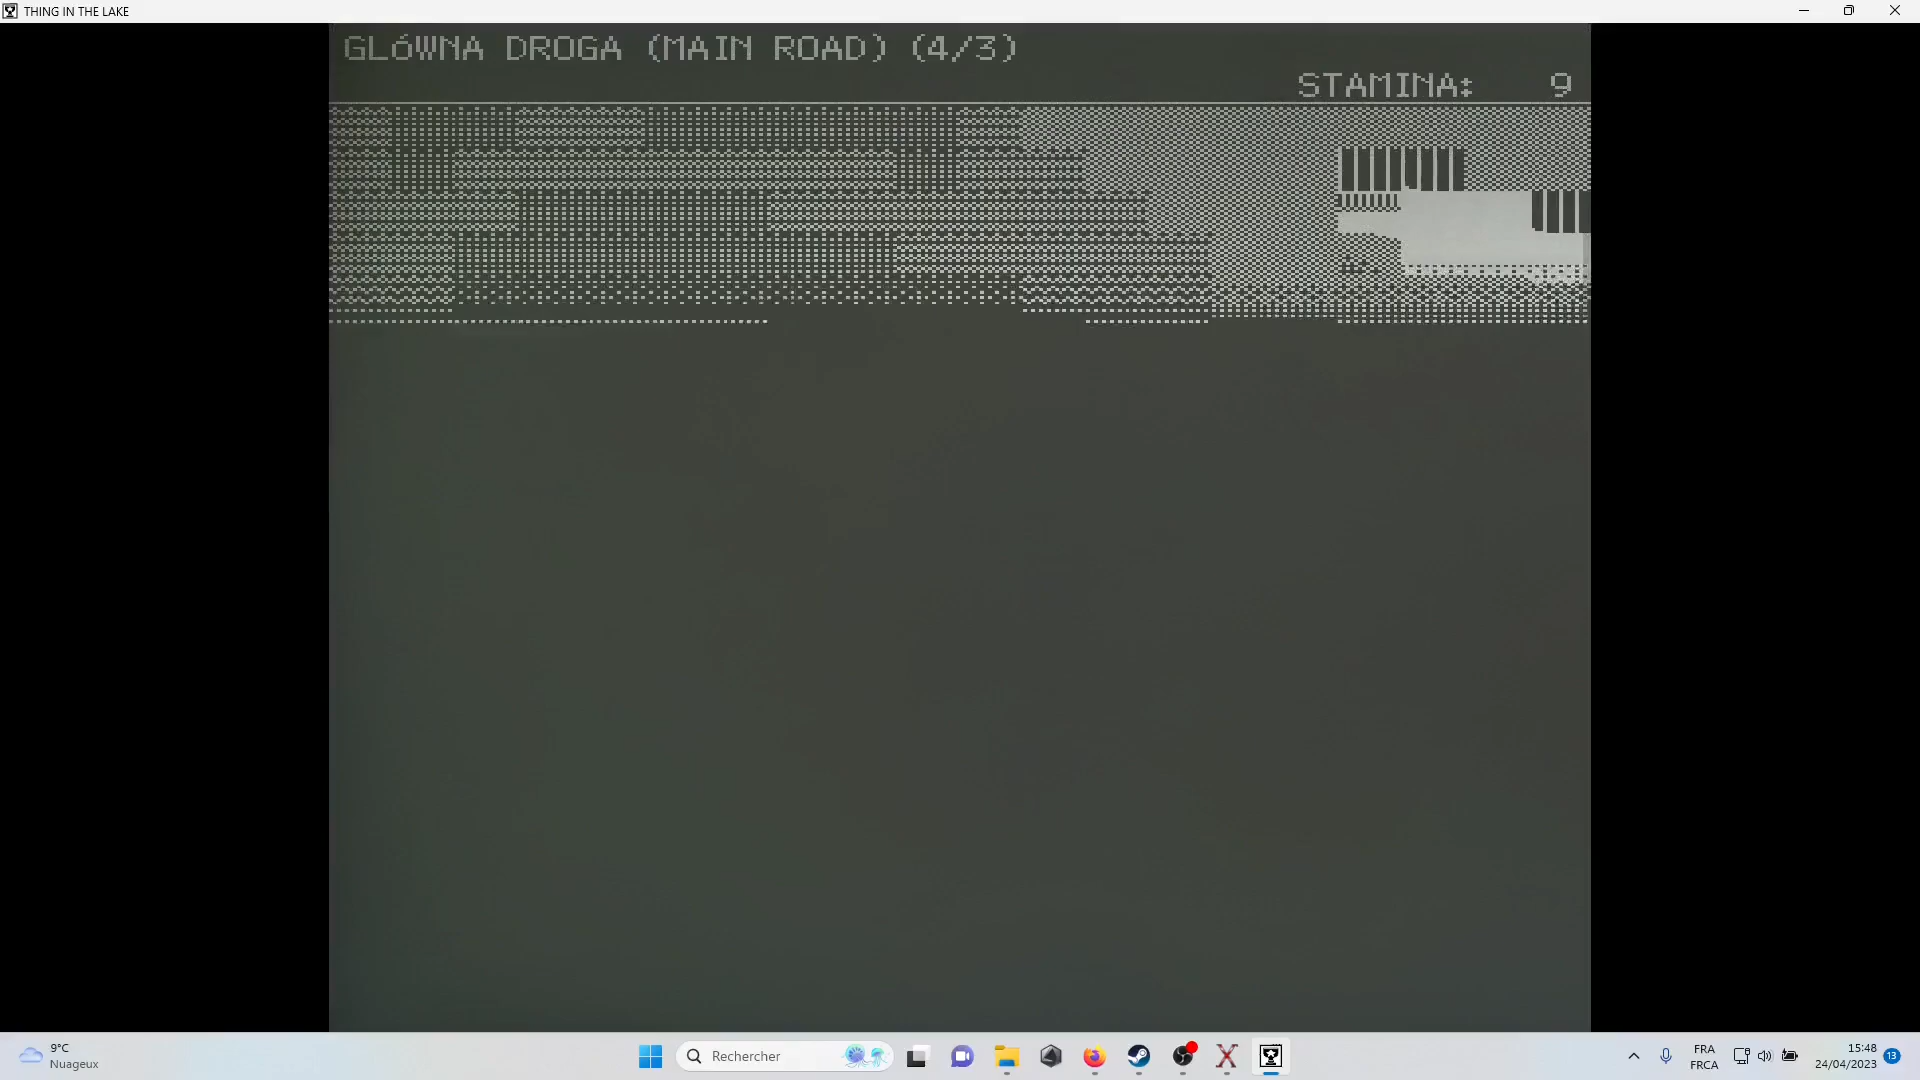 THING IN THE LAKE
GLóWNA DROGA (MAIN ROAD) (4/3)
STAMINA: 9
9°C
Nuageux
Rechercher
FRA
FRCA
15:48
24/04/2023
13